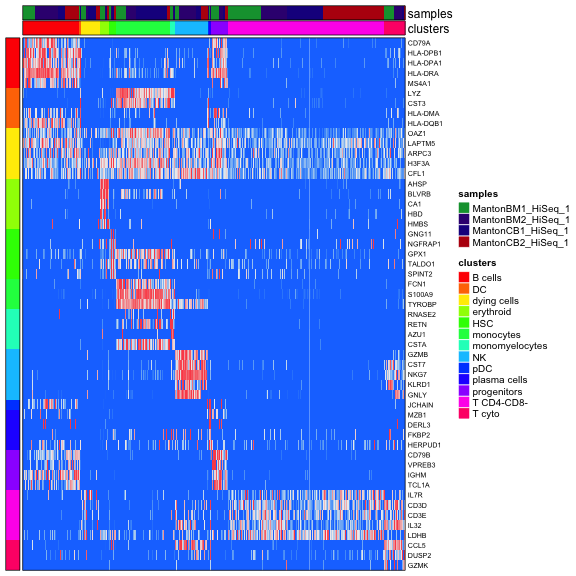 samples
clusters
CD79A
HLA-DPB1
HLA-DPA1
HLA-DRA
MS4A1
LYZ
CST3
HLA-DMA
HLA-DQB1
OAZ1
LAPTM5
ARPC3
H3F3A
CFL1
AHSP
BLVRB
CA1
HBD
HMBS
GNG11
NGFRAP1
GPX1
TALDO1
SPINT2
FCN1
S100A9
TYROBP
RNASE2
RETN
AZU1
CSTA
GZMB
CST7
NKG7
KLRD1
GNLY
JCHAIN
MZB1
DERL3
FKBP2
HERPUD1
CD79B
VPREB3
IGHM
TCL1A
IL7R
CD3D
CD3E
IL32
LDHB
CCL5
DUSP2
GZMK
samples
MantonBM1_HiSeq_1
MantonBM2_HiSeq_1
MantonCB1_HiSeq_1
MantonCB2_HiSeq_1
clusters
B cells
DC
dying cells
erythroid
HSC
monocytes
monomyelocytes
NK
pDC
plasma cells
progenitors
T CD4-CD8-
T cyto